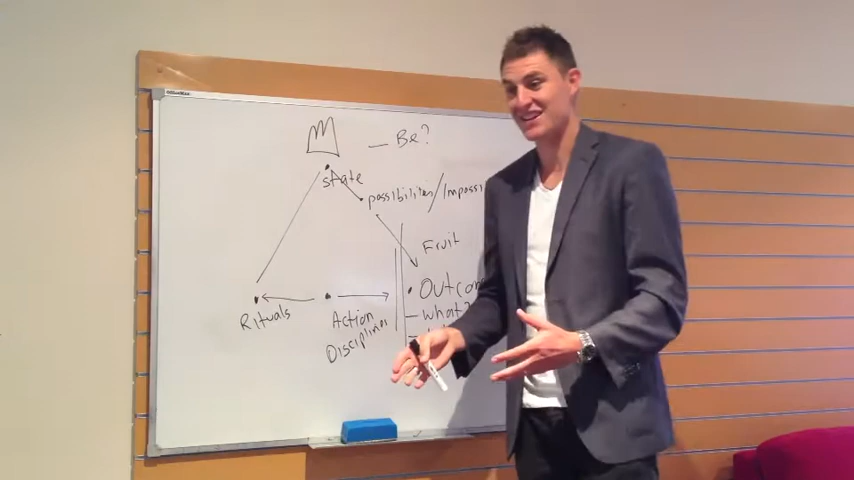 — Be?
state
possibilities/Impossi
Fruit
Outcom
Rituals
Action
— what?
Disciplines